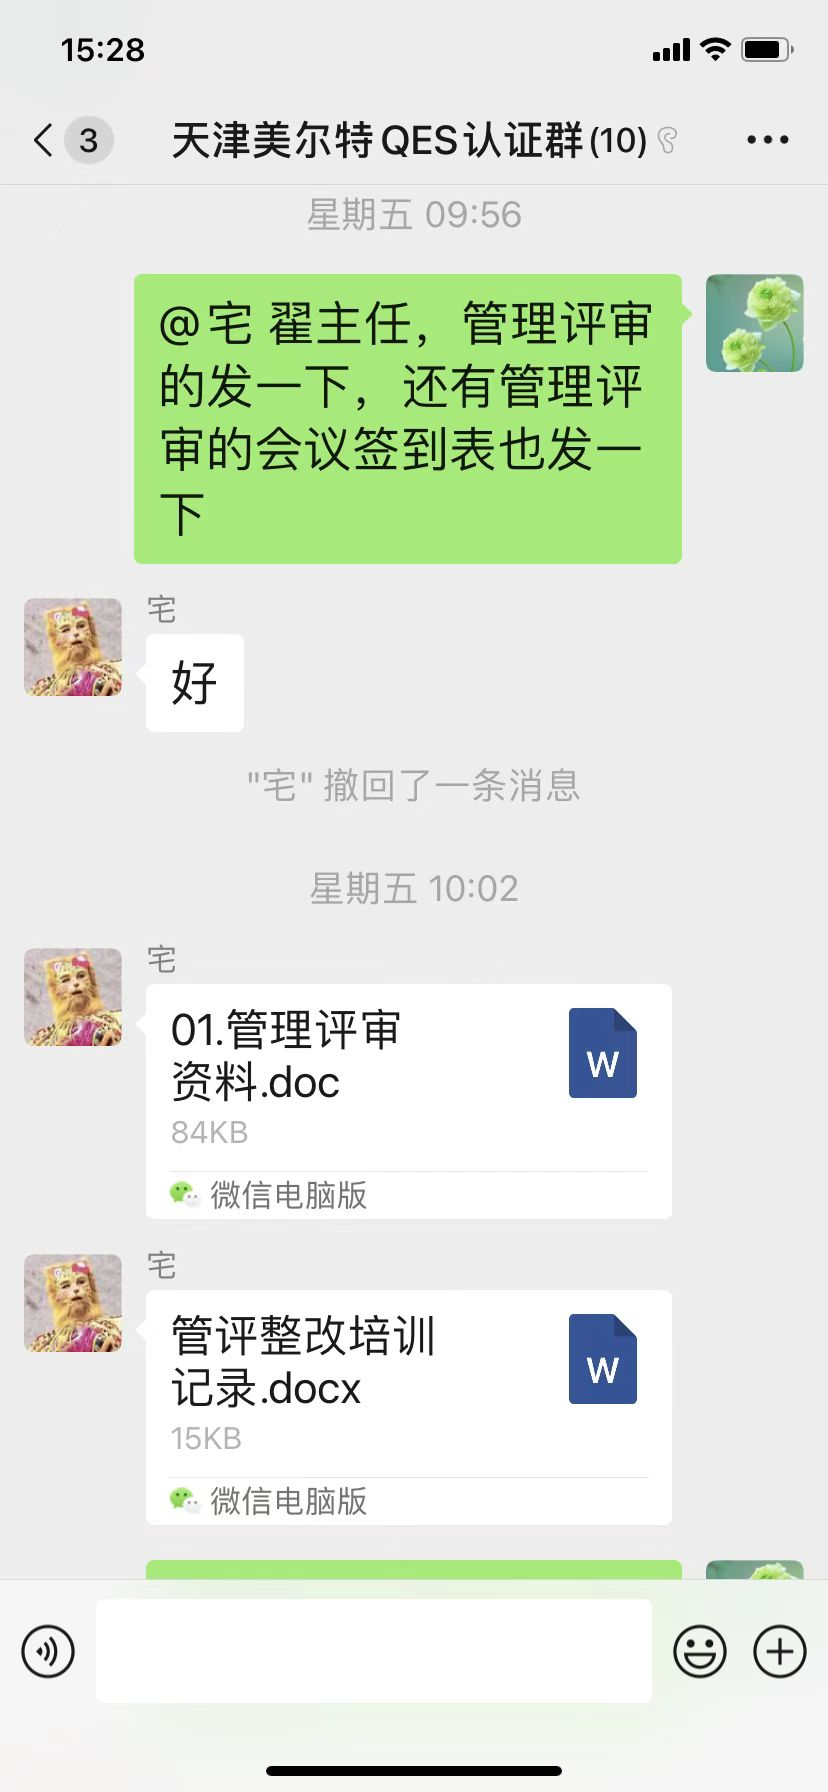 15:28
3
天津美尔特QES认证群(10)
星期五 09:56
@宅 翟主任，管理评审
的发一下，还有管理评
审的会议签到表也发一
下
宅
好
"宅" 撤回了一条消息
星期五 10:02
宅
01.管理评审
资料.doc
W
84KB
微信电脑版
宅
管评整改培训
记录.docx
W
15KB
微信电脑版